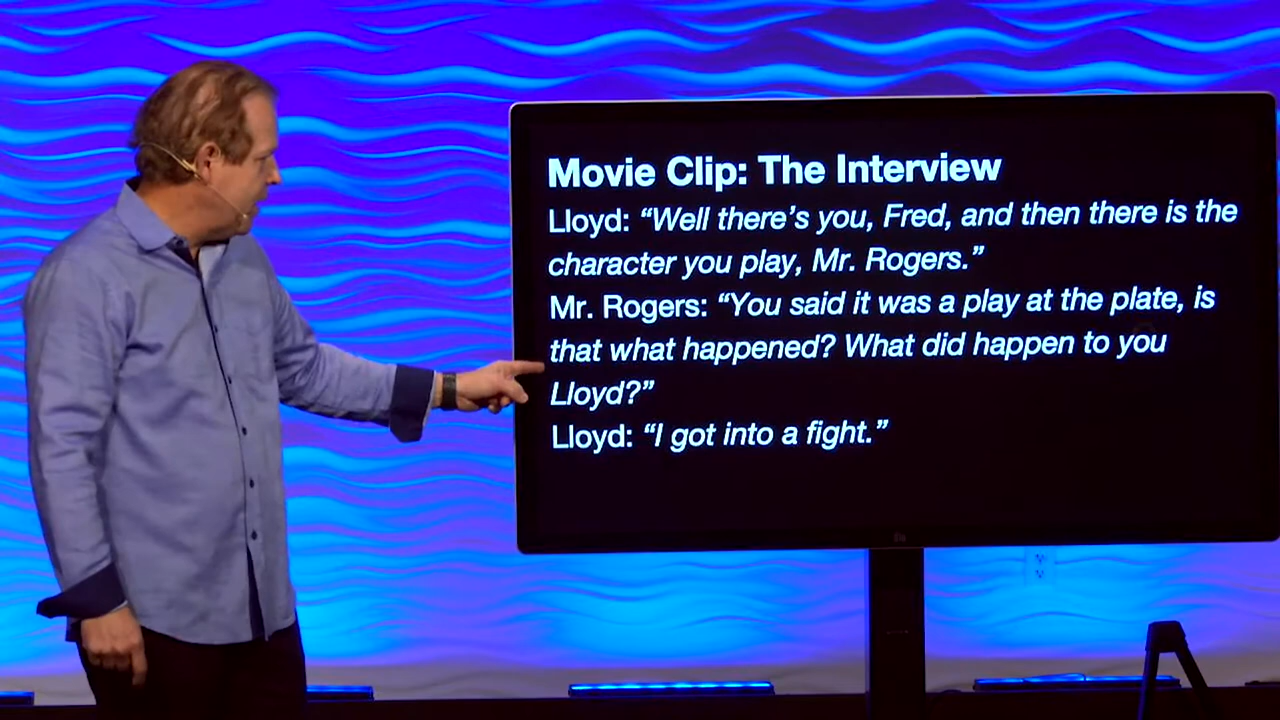 Movie Clip: The Interview
Lloyd: “Well there’s you, Fred, and then there is the
character you play, Mr. Rogers.”
Mr. Rogers: “You said it was a play at the plate, is
that what happened? What did happen to you
Lloyd?”
Lloyd: “I got into a fight.”